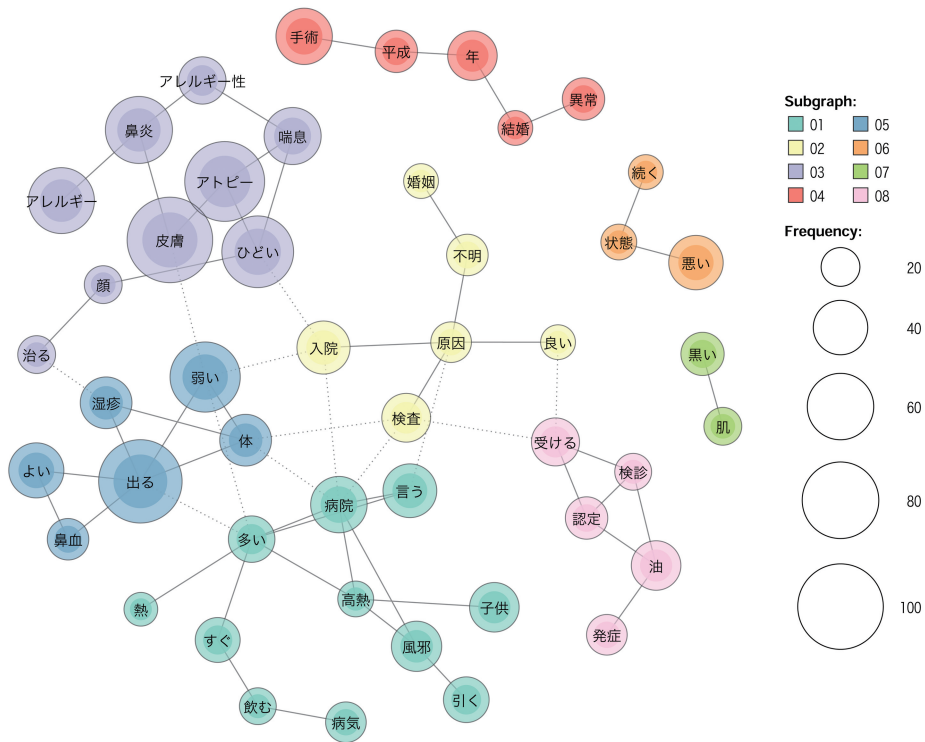 手術
平成
年
結婚
異常
アレルギー性
鼻炎
喘息
アトピー
アレルギー
皮膚
ひどい
顔
治る
婚姻
不明
入院
原因
良い
検査
続く
状態
悪い
黒い
肌
弱い
湿疹
体
よい
出る
鼻血
受ける
検診
認定
油
発症
言う
病院
多い
熱
高熱
子供
すぐ
風邪
引く
飲む
病気
Subgraph:
01 05
02 06
03 07
04 08
Frequency:
20
40
60
80
100